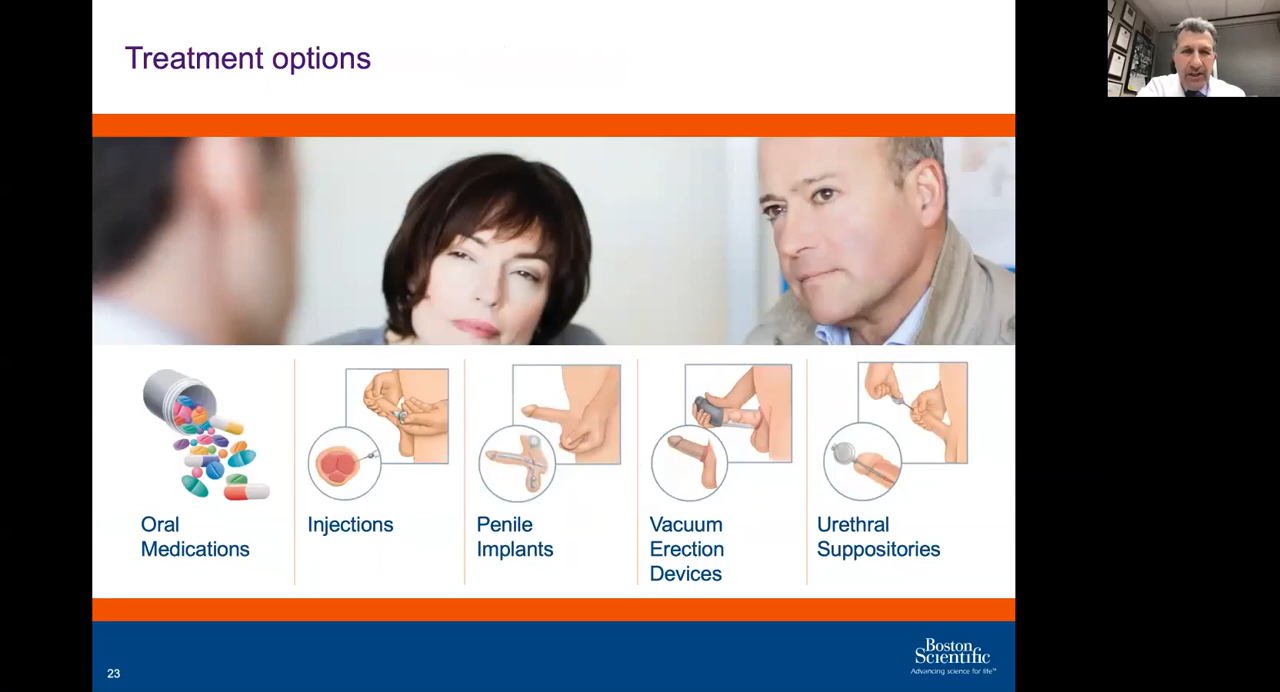 Treatment options
Oral
Medications
Injections
Penile
Implants
Vacuum
Erection
Devices
Urethral
Suppositories
23
Boston
Scientific
Advancing science for life™